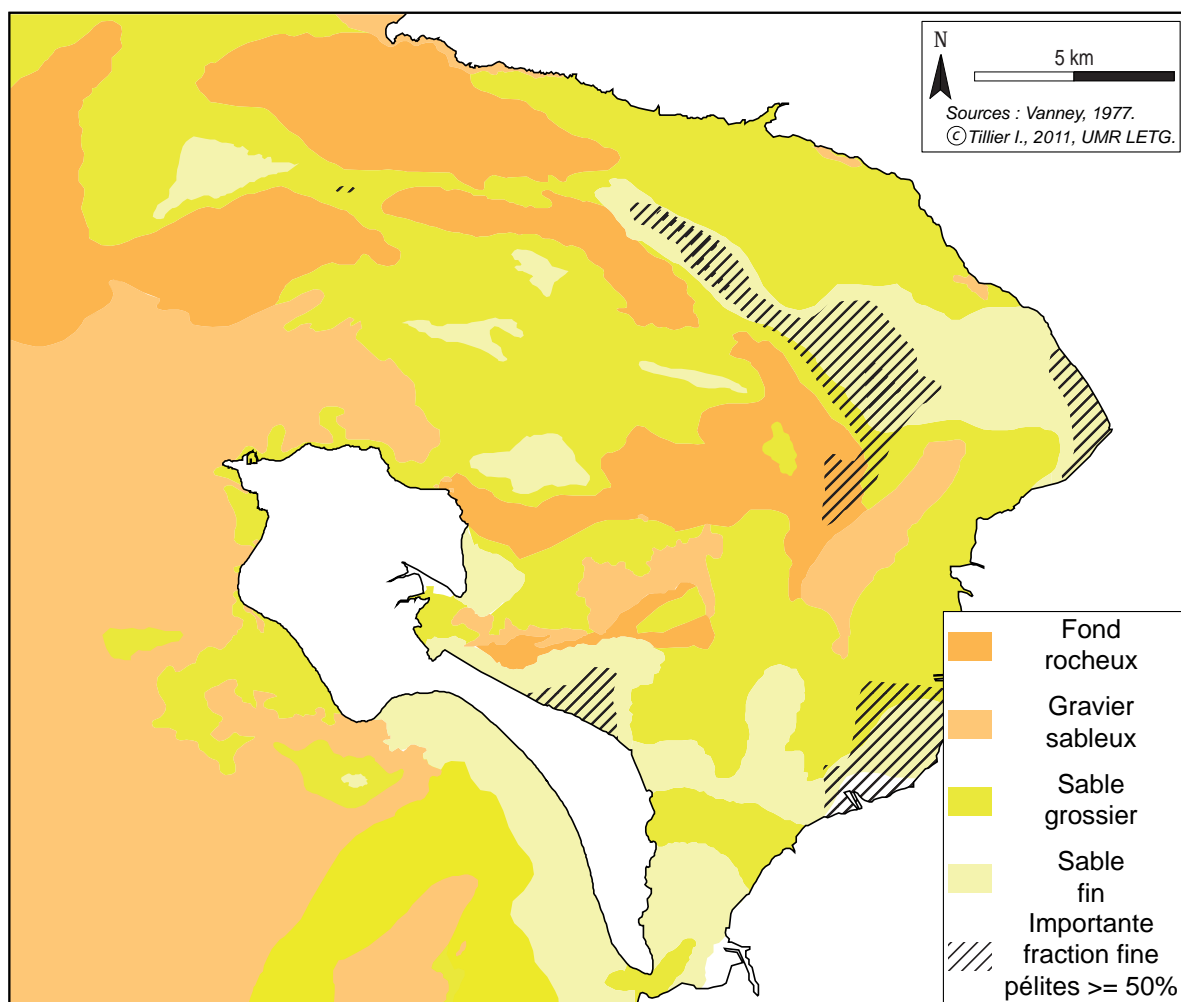 N
5 km
Sources : Vanney, 1977.
©Tillier I., 2011, UMR LETG.
Fond
rocheux
Gravier
sableux
Sable
grossier
Sable
fin
Importante
fraction fine
pélites >= 50%